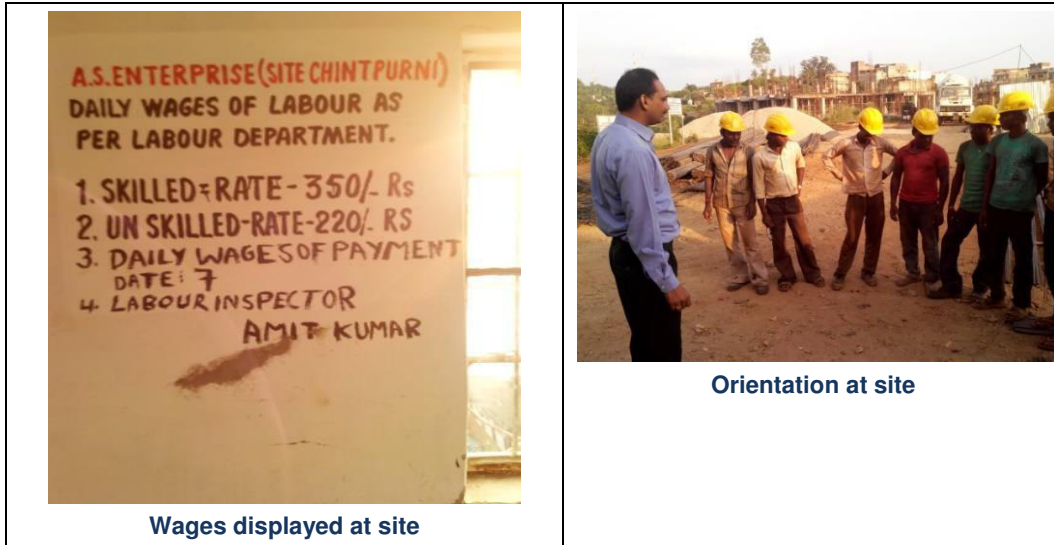 A.S.ENTERPRISE(SITE CHINTPURNI)
DAILY WAGES OF LABOUR AS
PER LABOUR DEPARTMENT.
1. SKILLED=RATE-350/- Rs
2. UN SKILLED-RATE-220/- RS
3. DAILY WAGES OF PAYMENT
DATE: 7
4. LABOUR INSPECTOR
AMIT KUMAR
Wages displayed at site
Orientation at site